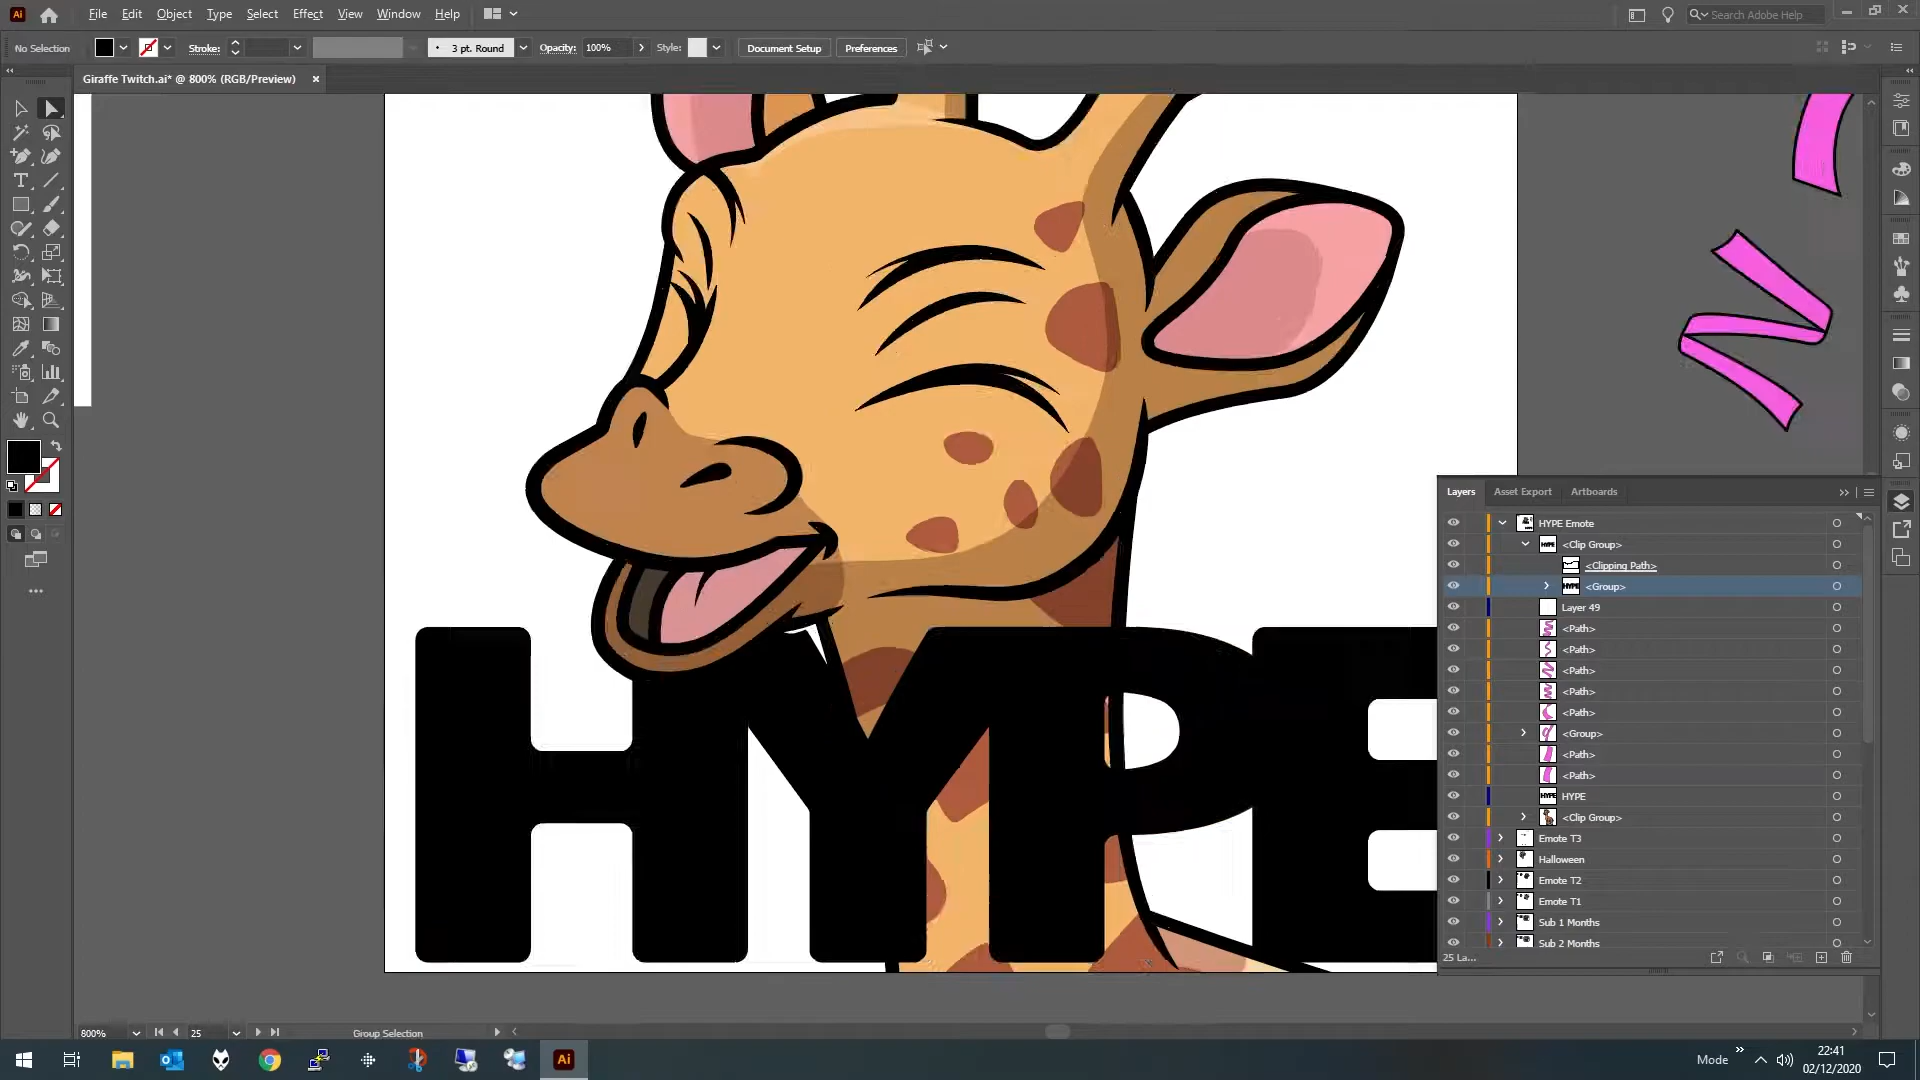 Ai File Edit Object Type Select Effect View Window Help Search Adobe Help
No Selection Stroke: 3 pt. Round Opacity: 100% Style: Document Setup Preferences
Giraffe Twitch.ai* @ 800% (RGB/Preview) ×
HYPE
Layers Asset Export Artboards
HYPE Emote
<Clip Group>
<Clipping Path>
<Group>
Layer 49
<Path>
<Path>
<Path>
<Path>
<Path>
<Group>
<Path>
<Path>
HYPE
<Clip Group>
Emote T3
Halloween
Emote T2
Emote T1
Sub 1 Months
Sub 2 Months
25 La...
800% 25 Group Selection
Ai Mode 22:41
02/12/2020